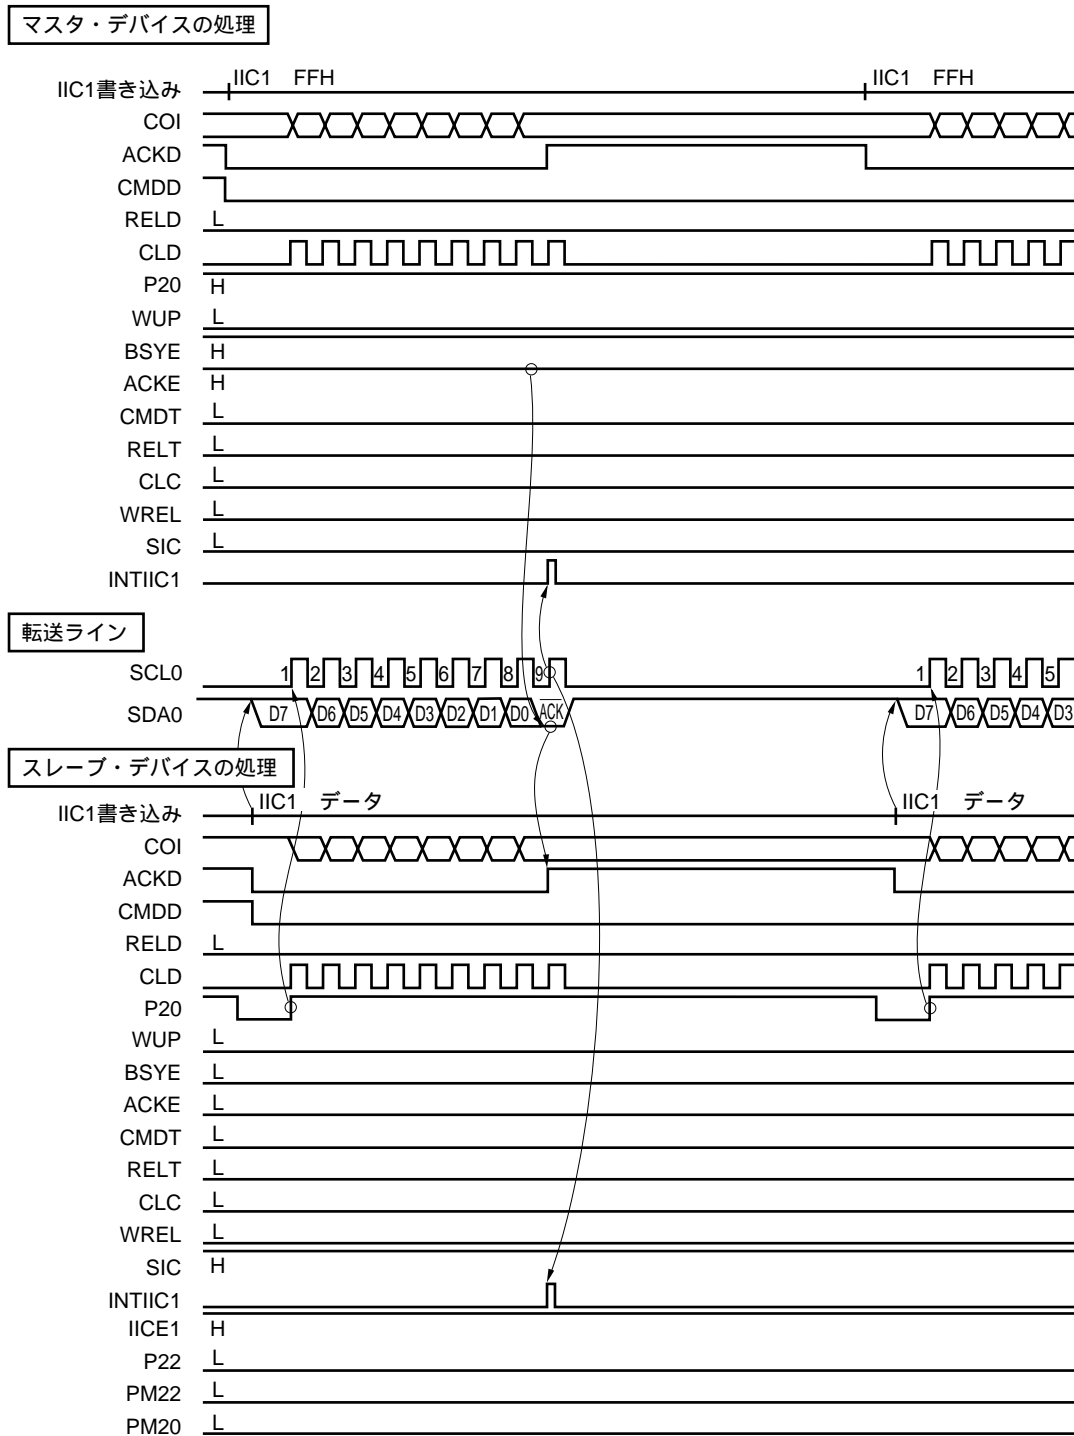 マスタ・デバイスの処理
IIC1 FFH IIC1 FFH
IIC1書き込み
COI
ACKD
CMDD
RELD L
CLD
P20 H
WUP L
BSYE H
ACKE H
CMDT L
RELT L
CLC L
WREL L
SIC L
INTIIC1
転送ライン
SCL0 1 2 3 4 5 6 7 8 9 1 2 3 4 5
SDA0 D7 D6 D5 D4 D3 D2 D1 D0 ACK D7 D6 D5 D4 D3
スレーブ・デバイスの処理
IIC1 データ IIC1 データ
IIC1書き込み
COI
ACKD
CMDD
RELD L
CLD
P20
WUP L
BSYE L
ACKE L
CMDT L
RELT L
CLC L
WREL L
SIC H
INTIIC1
IICE1 H
P22 L
PM22 L
PM20 L